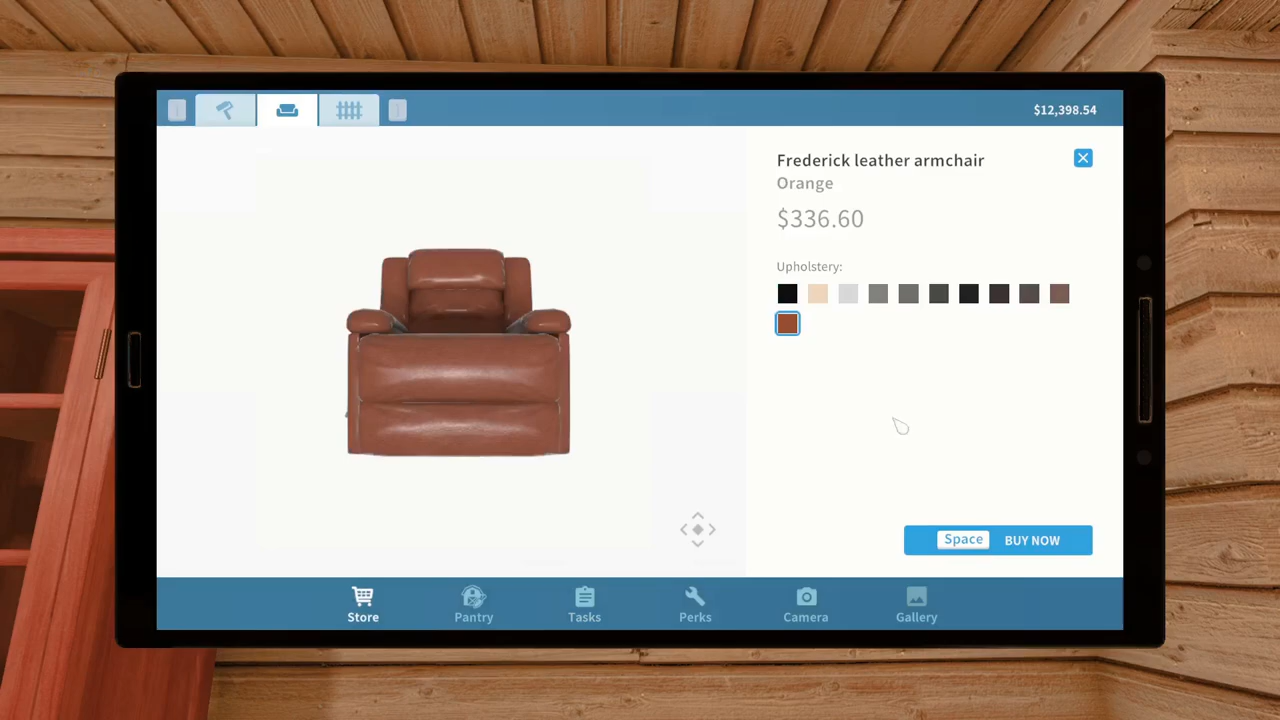 $12,398.54
Frederick leather armchair
Orange
$336.60
Upholstery:
Space BUY NOW
Store
Pantry
Tasks
Perks
Camera
Gallery